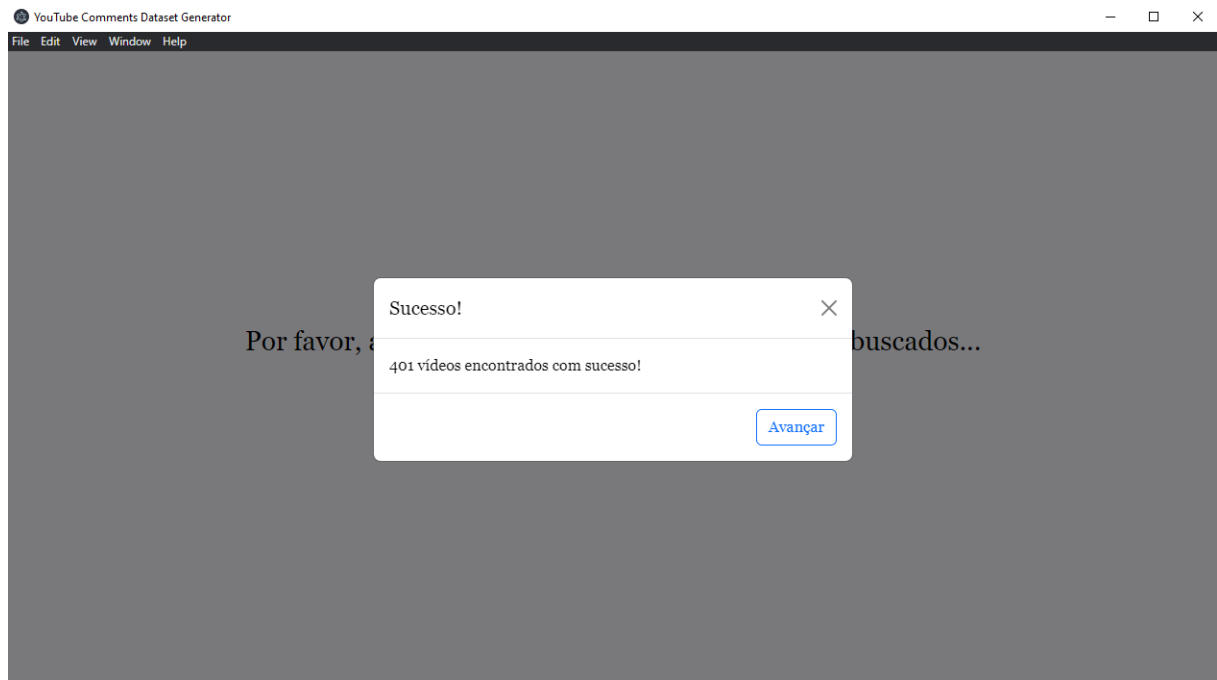 YouTube Comments Dataset Generator
File Edit View Window Help
Sucesso!
Por favor, buscados...
401 vídeos encontrados com sucesso!
Avançar